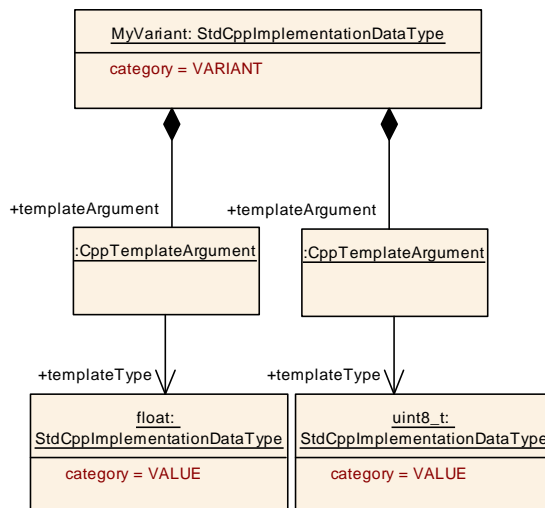 MyVariant: StdCppImplementationDataType
category = VARIANT
+templateArgument
+templateArgument
:CppTemplateArgument
:CppTemplateArgument
+templateType
+templateType
float:
StdCppImplementationDataType
category = VALUE
uint8_t:
StdCppImplementationDataType
category = VALUE